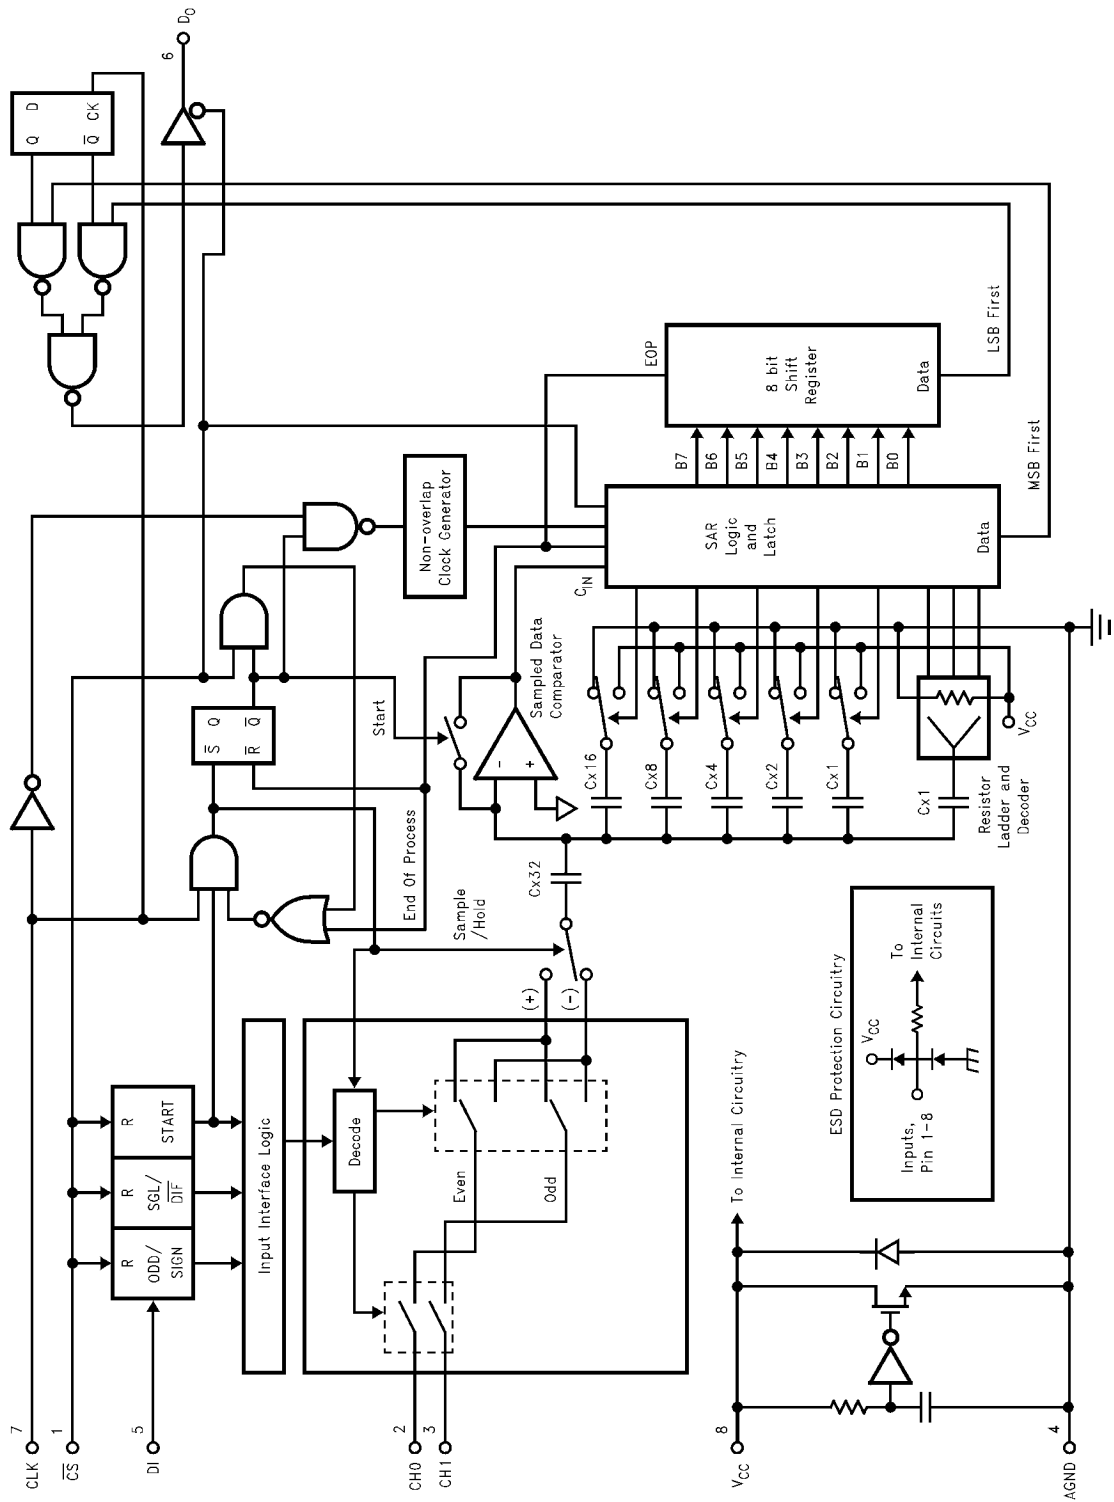 CLK
7
C̅S̅
1
DI
5
R
ODD/
SIGN
R
SGL/
D̅I̅F̅
R
START
Input Interface Logic
Decode
Even
Odd
CH0
2
CH1
3
(+)
(-)
Sample
/Hold
End Of Process
S̅
Q
R̅
Q̅
Start
Non-overlap
Clock Generator
Q
D
Q̅
CK
6
DO
Sampled Data
Comparator
-
+
CIN
Cx32
Cx16
Cx8
Cx4
Cx2
Cx1
Cx1
Resistor
Ladder and
Decoder
VCC
SAR
Logic
and
Latch
Data
B7
B6
B5
B4
B3
B2
B1
B0
EOP
8 bit
Shift
Register
Data
LSB First
MSB First
VCC
8
To Internal Circuitry
AGND
4
ESD Protection Circuitry
Inputs,
Pin 1-8
VCC
To
Internal
Circuits